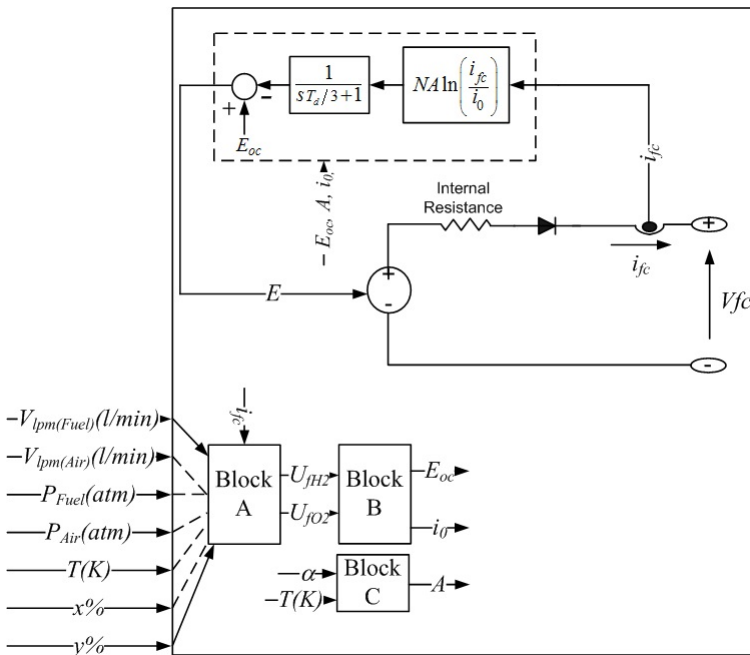 1
sT_d/3+1
NA ln(i_fc/i_0)
+
-
E_oc
- E_oc, A, i_0,
i_fc
Internal
Resistance
+
i_fc
E
+
-
Vfc
-
V_lpm(Fuel)(l/min)
i_fc
V_lpm(Air)(l/min)
P_Fuel(atm)
P_Air(atm)
T(K)
x%
y%
Block
A
U_fH2
U_fO2
Block
B
E_oc
i_0
α
T(K)
Block
C
A